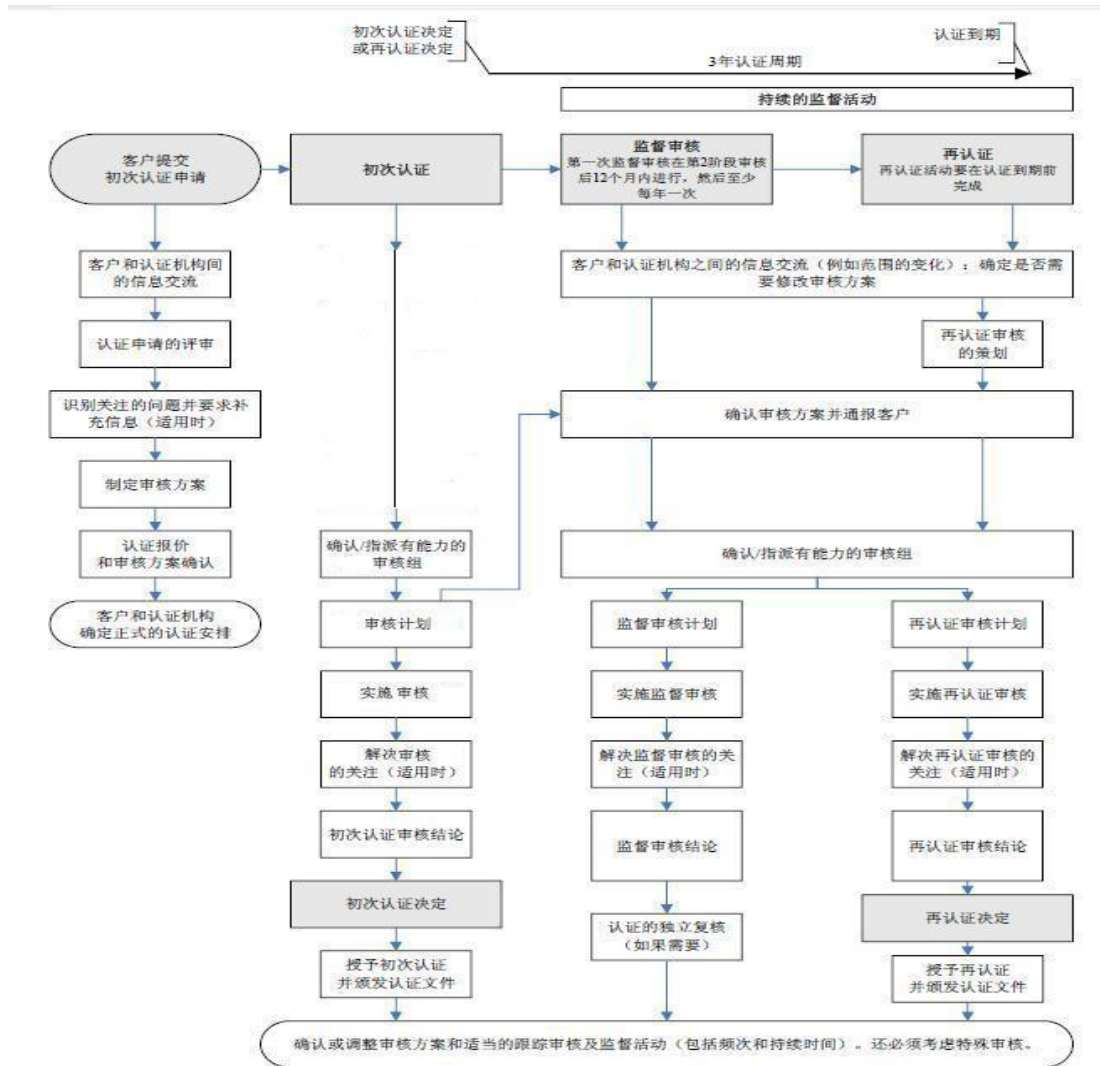 初次认证决定
或再认证决定
认证到期
3年认证周期
持续的监督活动
客户提交
初次认证申请
初次认证
监督审核
第一次监督审核在第2阶段审核
后12个月内进行，然后至少
每年一次
再认证
再认证活动要在认证到期前
完成
客户和认证机构间
的信息交流
认证申请的评审
识别关注的问题并要求补
充信息（适用时）
制定审核方案
认证报价
和审核方案确认
客户和认证机构
确定正式的认证安排
客户和认证机构之间的信息交流（例如范围的变化）；确定是否需
要修改审核方案
再认证审核
的策划
确认审核方案并通报客户
确认/指派有能力的
审核组
确认/指派有能力的审核组
审核计划
监督审核计划
再认证审核计划
实施审核
实施监督审核
实施再认证审核
解决审核
的关注（适用时）
解决监督审核的关
注（适用时）
解决再认证审核的
关注（适用时）
初次认证审核结论
监督审核结论
再认证审核结论
初次认证决定
认证的独立复核
（如果需要）
再认证决定
授予初次认证
并颁发认证文件
授予再认证
并颁发认证文件
确认或调整审核方案和适当的跟踪审核及监督活动（包括频次和持续时间）。还必须考虑特殊审核。